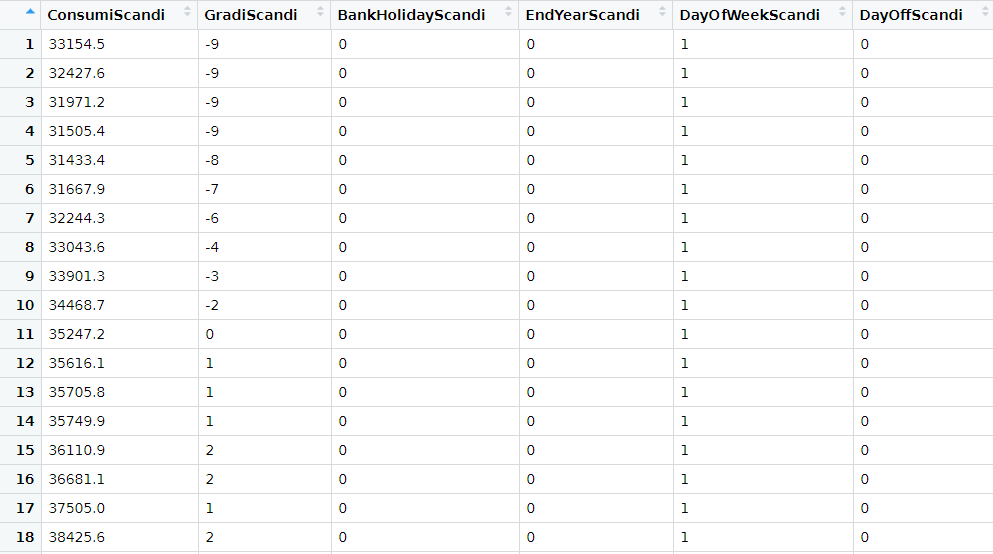 ConsumiScandi GradiScandi BankHolidayScandi EndYearScandi DayOfWeekScandi DayOffScandi
1 33154.5 -9 0 0 1 0
2 32427.6 -9 0 0 1 0
3 31971.2 -9 0 0 1 0
4 31505.4 -9 0 0 1 0
5 31433.4 -8 0 0 1 0
6 31667.9 -7 0 0 1 0
7 32244.3 -6 0 0 1 0
8 33043.6 -4 0 0 1 0
9 33901.3 -3 0 0 1 0
10 34468.7 -2 0 0 1 0
11 35247.2 0 0 0 1 0
12 35616.1 1 0 0 1 0
13 35705.8 1 0 0 1 0
14 35749.9 1 0 0 1 0
15 36110.9 2 0 0 1 0
16 36681.1 2 0 0 1 0
17 37505.0 1 0 0 1 0
18 38425.6 2 0 0 1 0